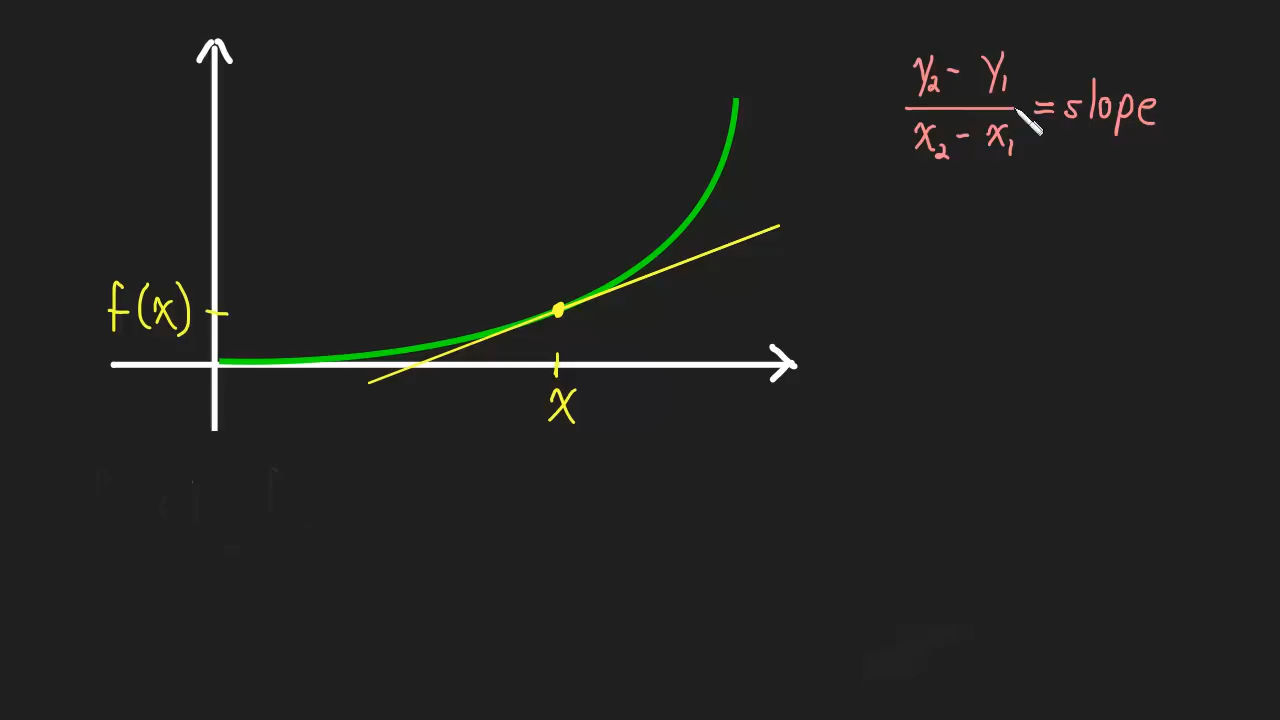 y₂ - y₁
x₂ - x₁
= slope
f(x)
x